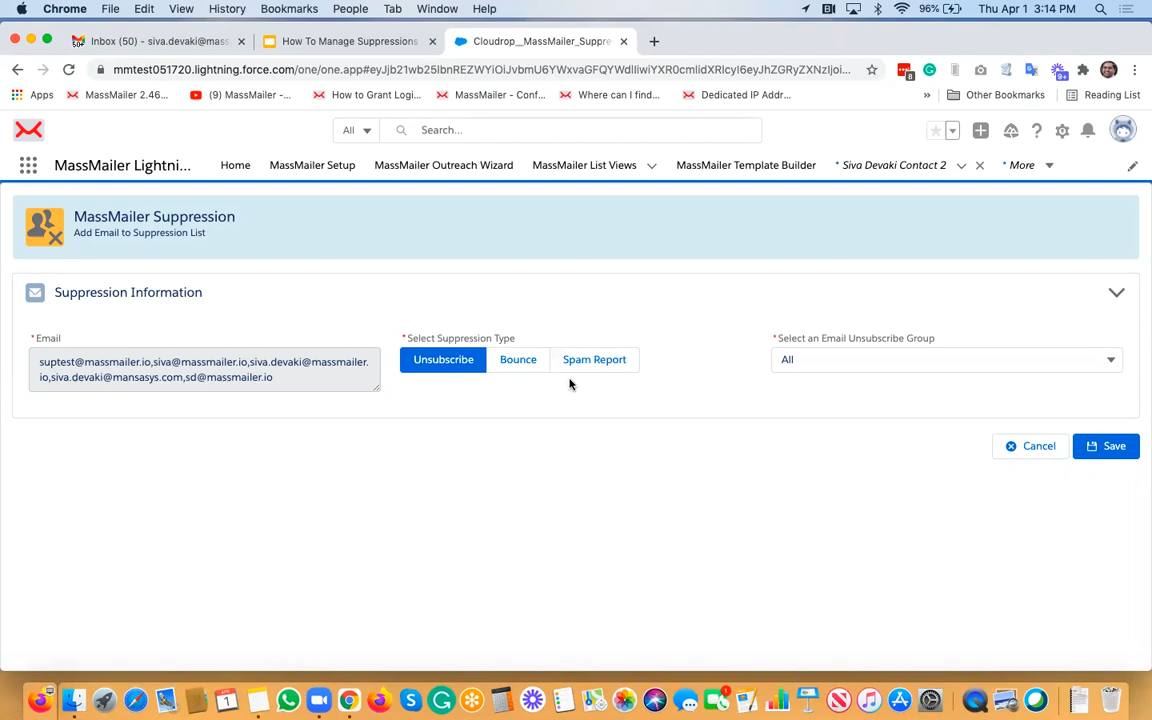 Chrome File Edit View History Bookmarks People Tab Window Help 96% Thu Apr 1 3:14 PM
Inbox (50) - siva.devaki@mass How To Manage Suppressions Cloudrop__MassMailer_Suppre
mmtest051720.lightning.force.com/one/one.app#
Apps MassMailer 2.46... (9) MassMailer -... How to Grant Logi... MassMailer - Conf... Where can I find... Dedicated IP Addr... » Other Bookmarks Reading List
All Search...
MassMailer Lightni... Home MassMailer Setup MassMailer Outreach Wizard MassMailer List Views MassMailer Template Builder * Siva Devaki Contact 2 * More
MassMailer Suppression
Add Email to Suppression List
Suppression Information
*Email *Select Suppression Type *Select an Email Unsubscribe Group
suptest@massmailer.io,siva@massmailer.io,siva.devaki@massmailer.
io,siva.devaki@mansasys.com,sd@massmailer.io
Unsubscribe Bounce Spam Report All
Cancel Save